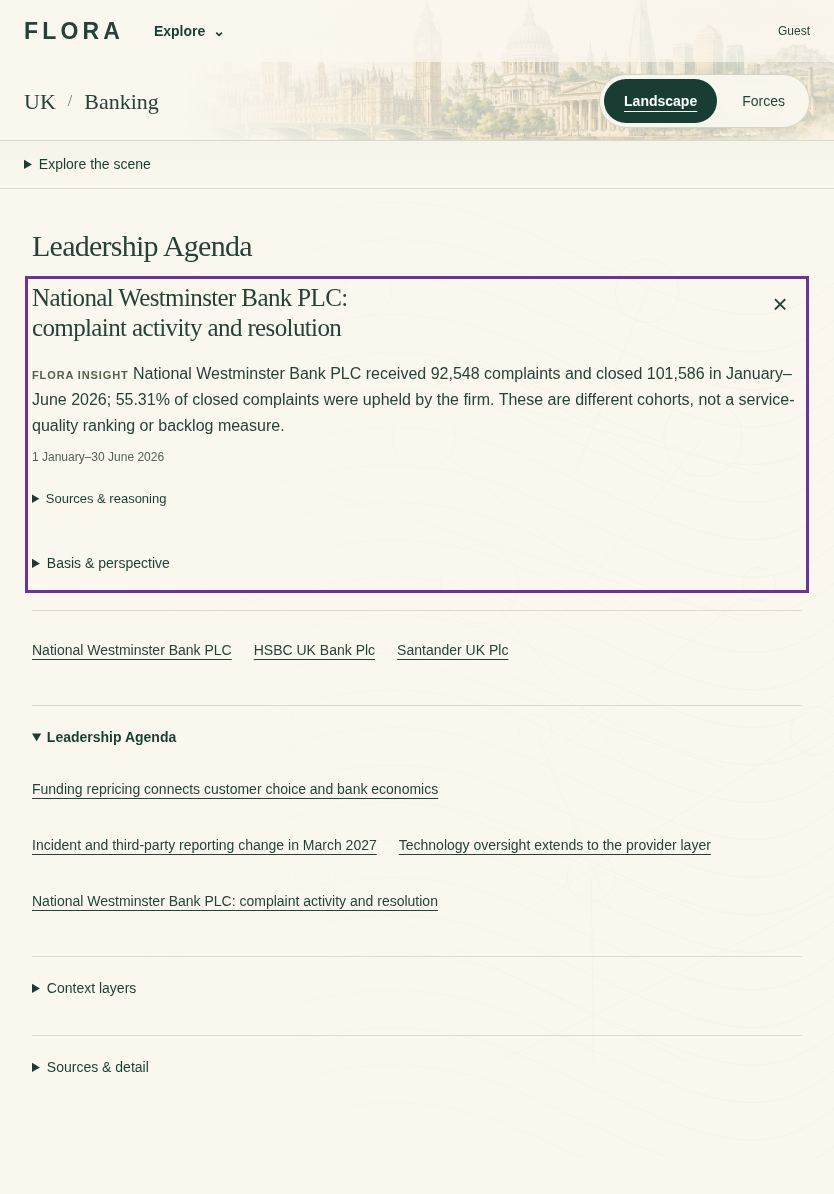 FLORA
Explore
Guest
UK / Banking
Landscape
Forces
Explore the scene
Leadership Agenda
National Westminster Bank PLC:
complaint activity and resolution
FLORA INSIGHT National Westminster Bank PLC received 92,548 complaints and closed 101,586 in January–
June 2026; 55.31% of closed complaints were upheld by the firm. These are different cohorts, not a service-
quality ranking or backlog measure.
1 January–30 June 2026
Sources & reasoning
Basis & perspective
National Westminster Bank PLC HSBC UK Bank Plc Santander UK Plc
Leadership Agenda
Funding repricing connects customer choice and bank economics
Incident and third-party reporting change in March 2027 Technology oversight extends to the provider layer
National Westminster Bank PLC: complaint activity and resolution
Context layers
Sources & detail